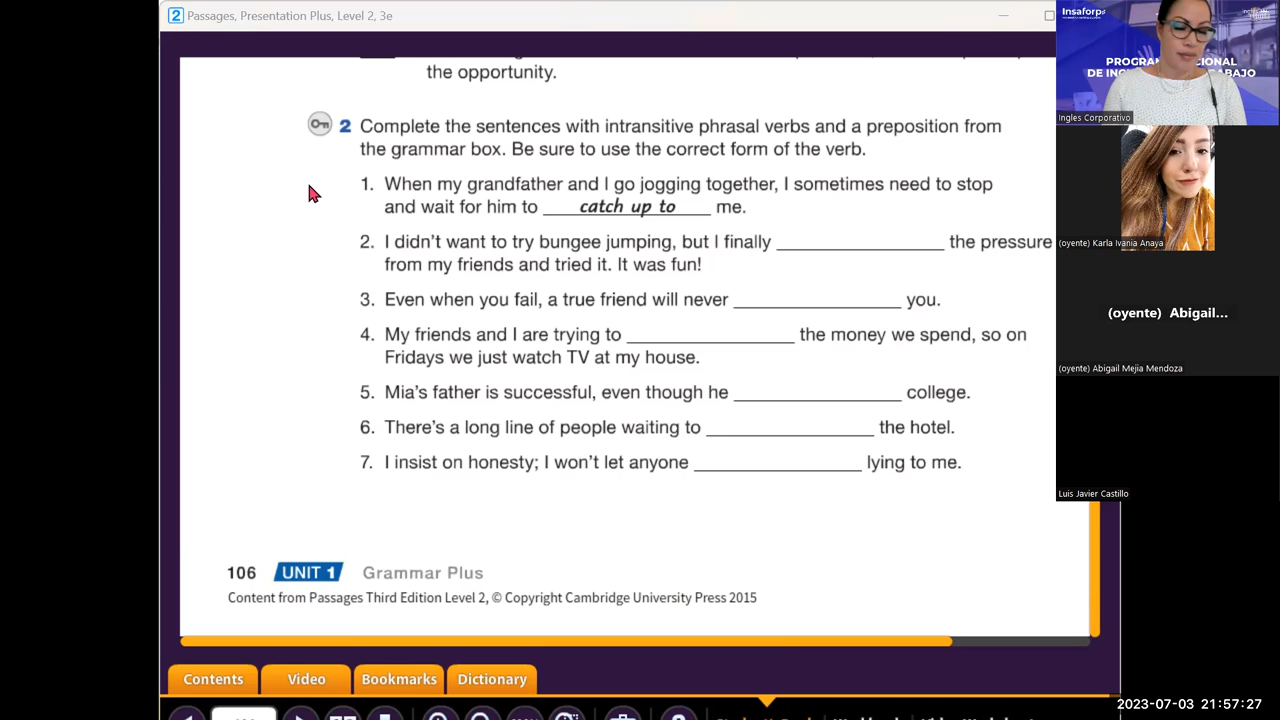 Passages, Presentation Plus, Level 2, 3e
the opportunity.
2 Complete the sentences with intransitive phrasal verbs and a preposition from
the grammar box. Be sure to use the correct form of the verb.
1. When my grandfather and I go jogging together, I sometimes need to stop
and wait for him to catch up to me.
2. I didn't want to try bungee jumping, but I finally ________ the pressure
from my friends and tried it. It was fun!
3. Even when you fail, a true friend will never ________ you.
4. My friends and I are trying to ________ the money we spend, so on
Fridays we just watch TV at my house.
5. Mia's father is successful, even though he ________ college.
6. There's a long line of people waiting to ________ the hotel.
7. I insist on honesty; I won't let anyone ________ lying to me.
106 UNIT 1 Grammar Plus
Content from Passages Third Edition Level 2, © Copyright Cambridge University Press 2015
Contents Video Bookmarks Dictionary
Insaforp
Ingles Corporativo
(oyente) Karla Ivania Anaya
(oyente) Abigail...
(oyente) Abigail Mejia Mendoza
Luis Javier Castillo
2023-07-03 21:57:27